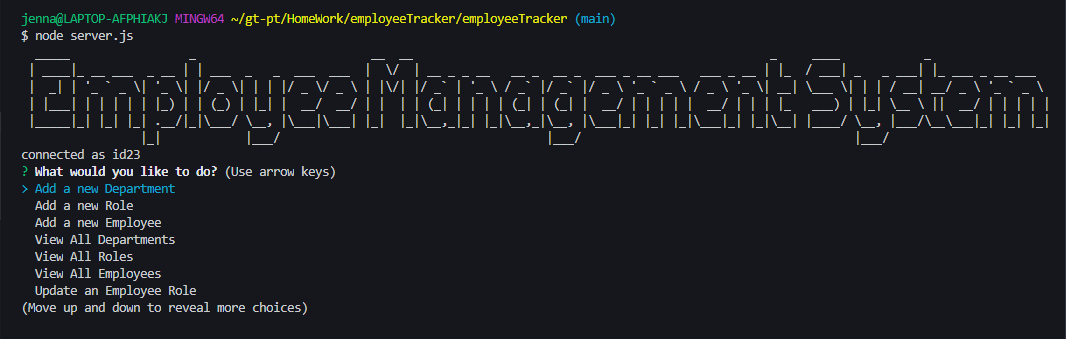 jenna@LAPTOP-AFPHIAKJ MINGW64 ~/gt-pt/HomeWork/employeeTracker/employeeTracker (main)
$ node server.js
Employee Management System
connected as id23
? What would you like to do? (Use arrow keys)
> Add a new Department
Add a new Role
Add a new Employee
View All Departments
View All Roles
View All Employees
Update an Employee Role
(Move up and down to reveal more choices)